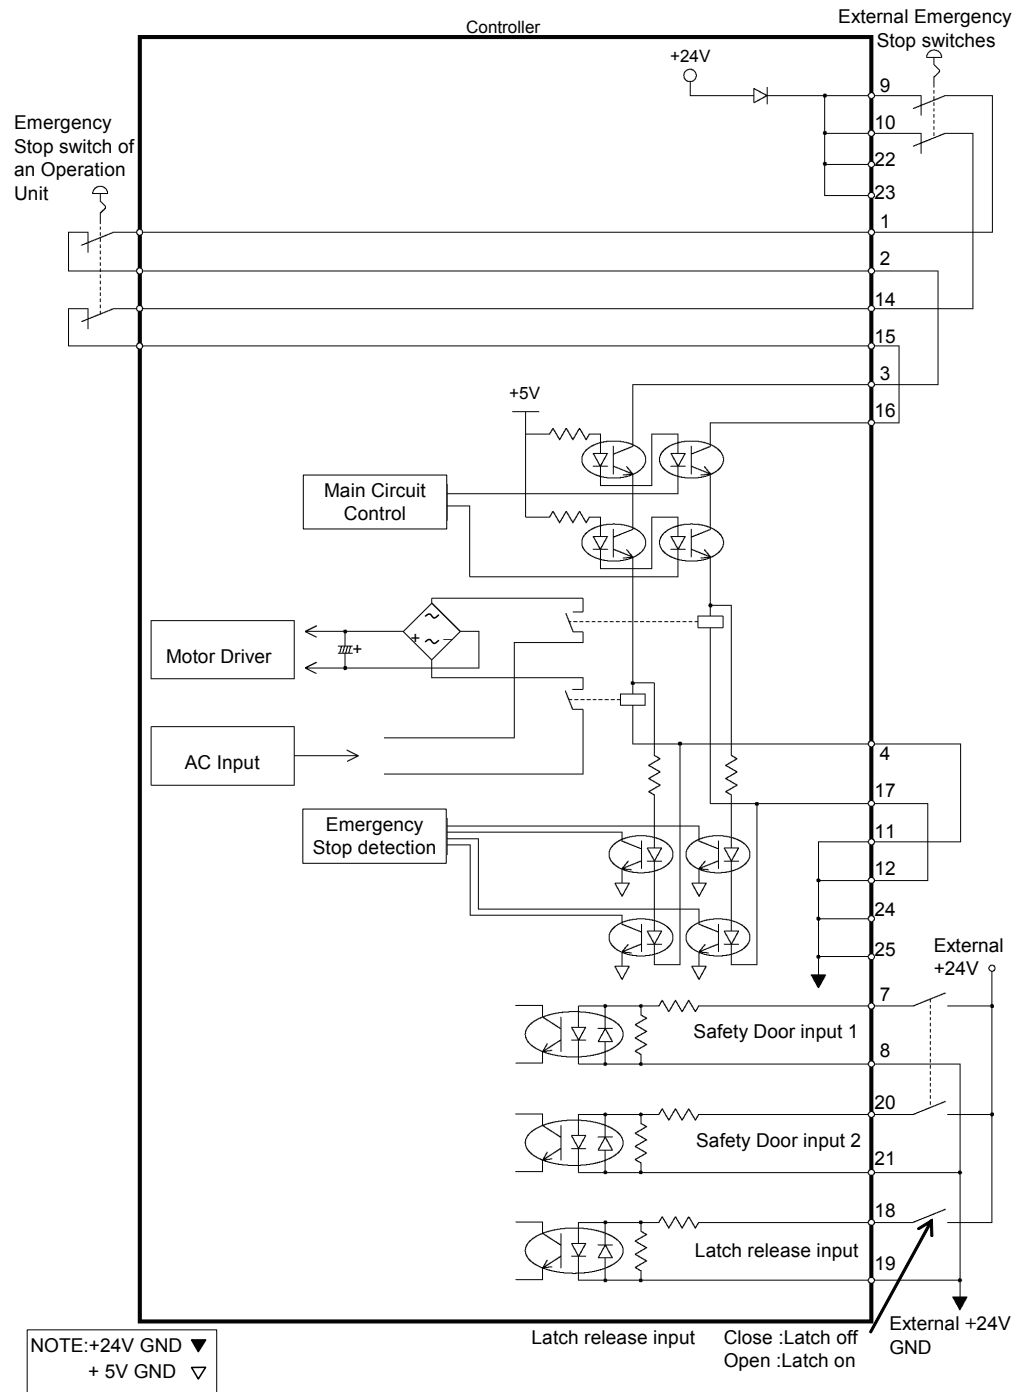 Controller
External Emergency
Stop switches
+24V
9
10
22
23
Emergency
Stop switch of
an Operation
Unit
1
2
14
15
3
16
+5V
Main Circuit
Control
Motor Driver
+ ~ ~ −
+
AC Input
4
17
11
12
24
25
Emergency
Stop detection
External
+24V
7
Safety Door input 1
8
20
Safety Door input 2
21
18
Latch release input
19
External +24V
GND
Latch release input Close :Latch off
Open :Latch on
NOTE:+24V GND ▼
+ 5V GND ▽